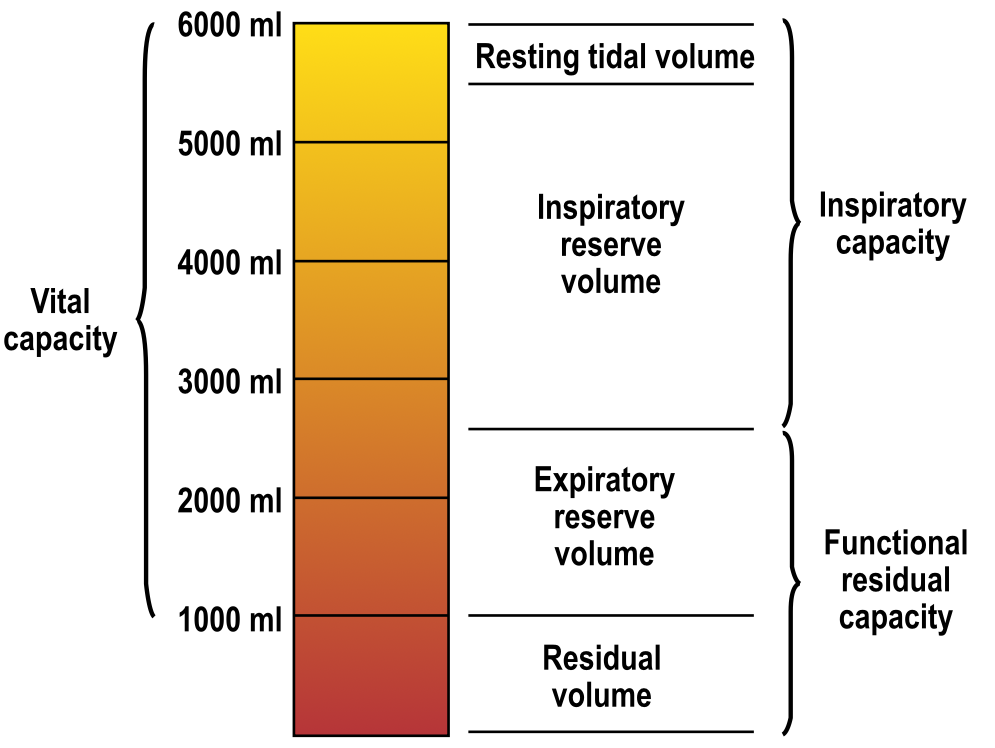 Vital
capacity
6000 ml
5000 ml
4000 ml
3000 ml
2000 ml
1000 ml
Resting tidal volume
Inspiratory
reserve
volume
Expiratory
reserve
volume
Residual
volume
Inspiratory
capacity
Functional
residual
capacity